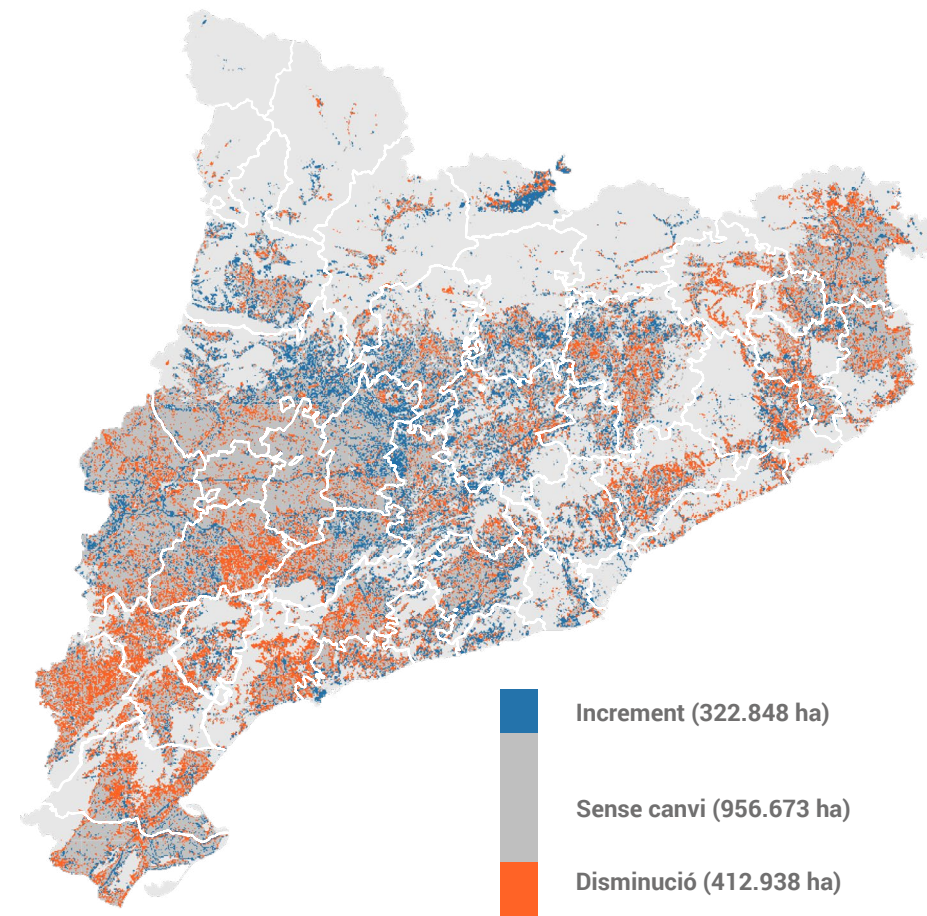 Increment (322.848 ha)
Sense canvi (956.673 ha)
Disminució (412.938 ha)